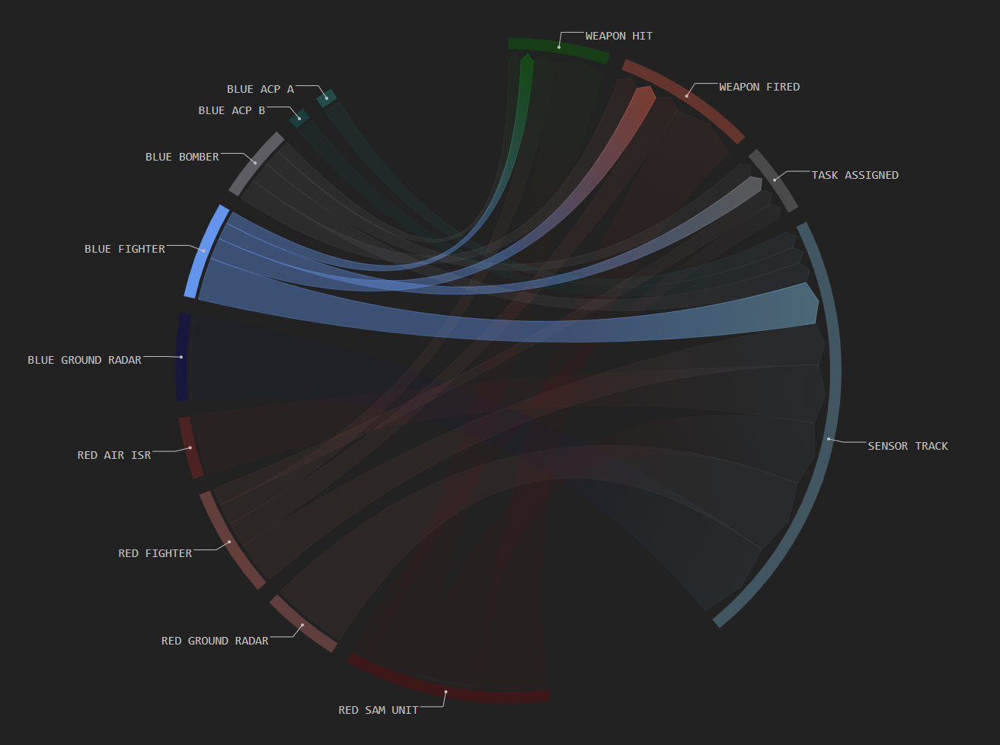 WEAPON HIT
WEAPON FIRED
BLUE ACP A
BLUE ACP B
BLUE BOMBER
TASK ASSIGNED
BLUE FIGHTER
BLUE GROUND RADAR
SENSOR TRACK
RED AIR ISR
RED FIGHTER
RED GROUND RADAR
RED SAM UNIT